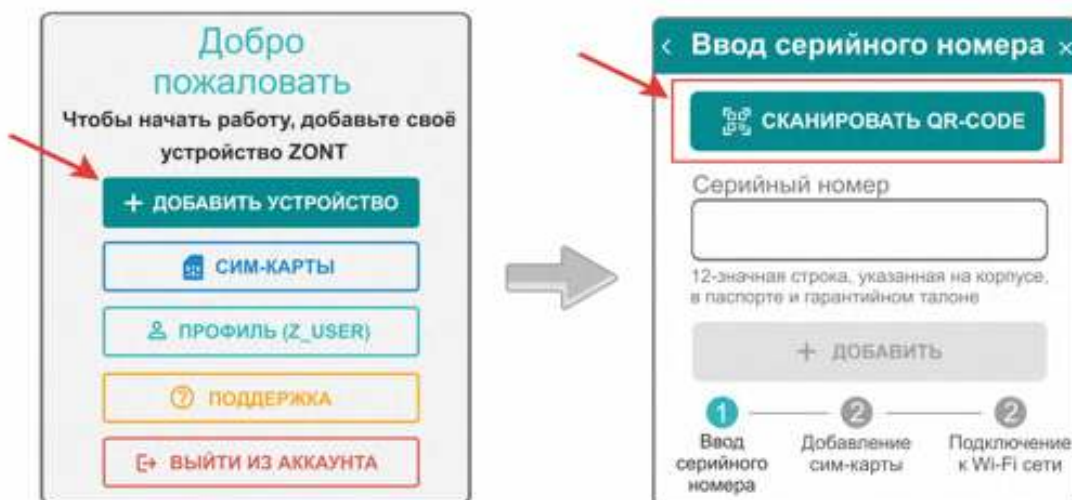 Добро
пожаловать
Чтобы начать работу, добавьте своё
устройство ZONT
+ ДОБАВИТЬ УСТРОЙСТВО
СИМ-КАРТЫ
ПРОФИЛЬ (Z_USER)
ПОДДЕРЖКА
ВЫЙТИ ИЗ АККАУНТА
Ввод серийного номера
СКАНИРОВАТЬ QR-CODE
Серийный номер
12-значная строка, указанная на корпусе,
в паспорте и гарантийном талоне
+ ДОБАВИТЬ
1 2 2
Ввод Добавление Подключение
серийного сим-карты к Wi-Fi сети
номера